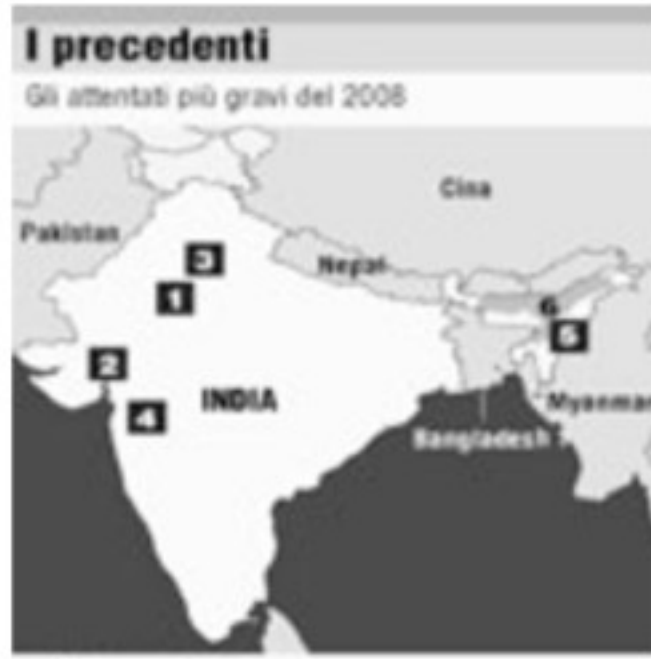 I precedenti
Gli attentati più gravi del 2008
Cina
Pakistan
3
Nepal
1
6
5
2
INDIA
Myanmar
4
Bangladesh